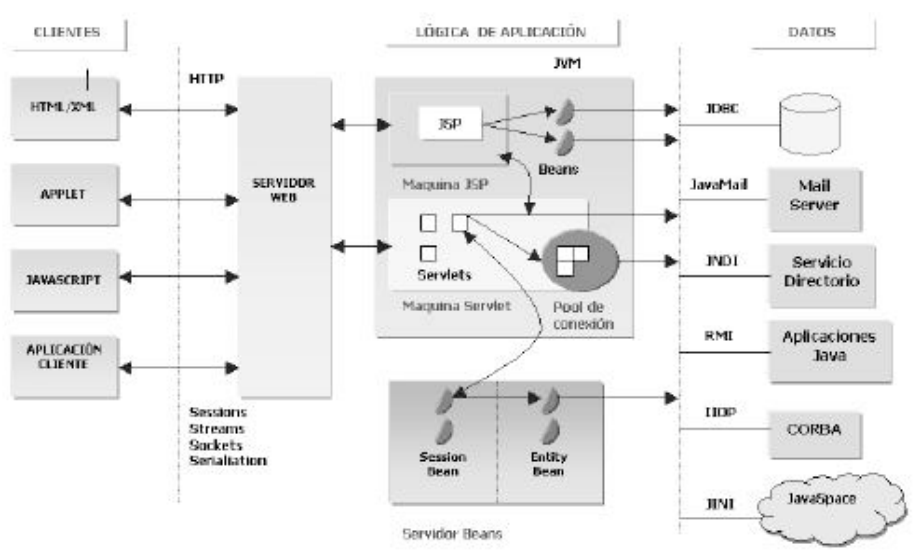 CLIENTES
LÓGICA DE APLICACIÓN
DATOS
HTTP
JVM
HTML/XML
APPLET
JAVASCRIPT
APLICACIÓN
CLIENTE
SERVIDOR
WEB
Sessions
Streams
Sockets
Serialiation
JSP
Beans
Maquina JSP
Servlets
Maquina Servlet
Pool de
conexión
Session
Bean
Entity
Bean
Servidor Beans
JDBC
JavaMail
Mail
Server
JNDI
Servicio
Directorio
RMI
Aplicaciones
Java
IIOP
CORBA
JINI
JavaSpace